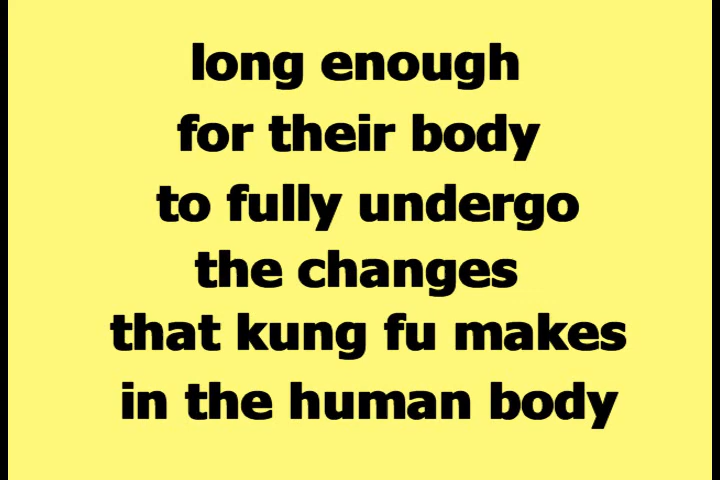 long enough
for their body
to fully undergo
the changes
that kung fu makes
in the human body